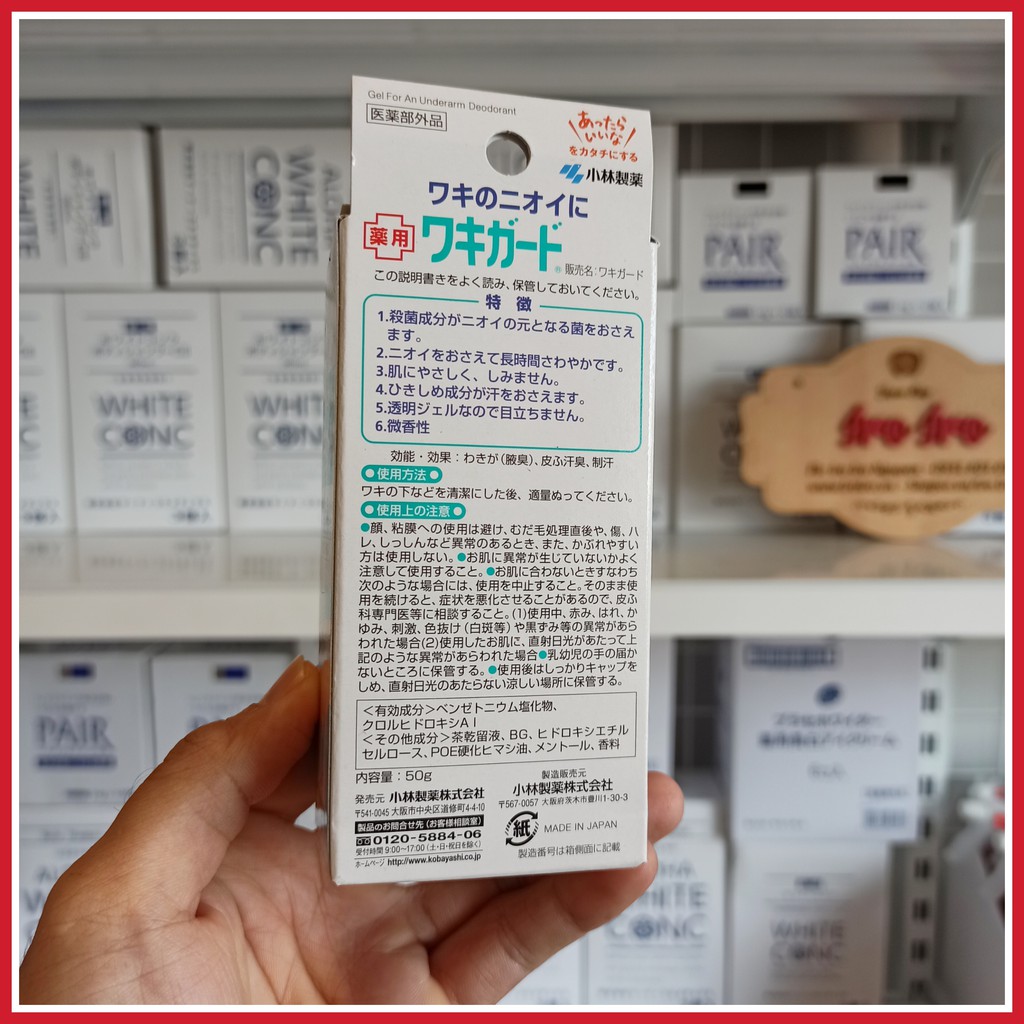 Gel For An Underarm Deodorant
医薬部外品
あったら
いいな
をカタチにする
小林製薬
ワキのニオイに
薬用
ワキガード®
販売名：ワキガード
この説明書きをよく読み、保管しておいてください。
特徴
1.殺菌成分がニオイの元となる菌をおさえ
ます。
2.ニオイをおさえて長時間さわやかです。
3.肌にやさしく、しみません。
4.ひきしめ成分が汗をおさえます。
5.透明ジェルなので目立ちません。
6.微香性
効能・効果：わきが（腋臭）、皮ふ汗臭、制汗
●使用方法●
ワキの下などを清潔にした後、適量ぬってください。
●使用上の注意●
●顔、粘膜への使用は避け、むだ毛処理直後や、傷、ハ
レ、しっしんなど異常のあるとき、また、かぶれやすい
方は使用しない。●お肌に異常が生じていないかよく
注意して使用すること。●お肌に合わないときすなわち
次のような場合には、使用を中止すること。そのまま使
用を続けると、症状を悪化させることがあるので、皮ふ
科専門医等に相談すること。(1)使用中、赤み、はれ、か
ゆみ、刺激、色抜け（白斑等）や黒ずみ等の異常があら
われた場合(2)使用したお肌に、直射日光があたって上
記のような異常があらわれた場合●乳幼児の手の届か
ないところに保管する。●使用後はしっかりキャップを
しめ、直射日光のあたらない涼しい場所に保管する。
＜有効成分＞ベンゼトニウム塩化物、
クロルヒドロキシAl
＜その他成分＞茶乾留液、BG、ヒドロキシエチル
セルロース、POE硬化ヒマシ油、メントール、香料
内容量：50g
発売元 小林製薬株式会社
〒541-0045 大阪市中央区道修町4-4-10
製品のお問合せ先（お客様相談室）
0120-5884-06
受付時間 9:00～17:00（土・日・祝日を除く）
ホームページ http://www.kobayashi.co.jp
製造販売元
小林製薬株式会社
〒567-0057 大阪府茨木市豊川1-30-3
紙
MADE IN JAPAN
製造番号は箱側面に記載
WHITE
CONC
PAIR
PAIR
WHITE
CONC
WHIT
CON
PAIR
WHITE
CONC
WHITE
CONC